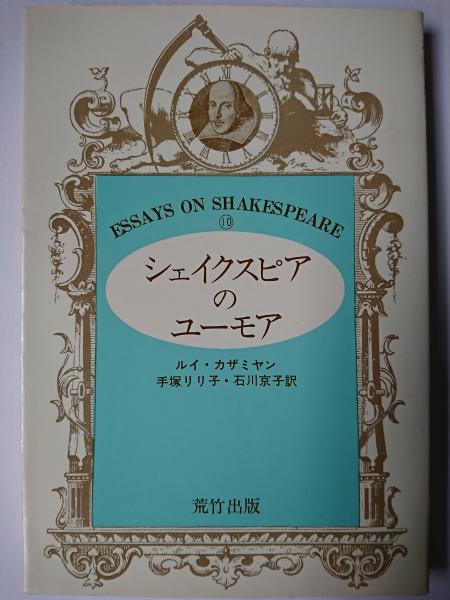 ESSAYS ON SHAKESPEARE
10
シェイクスピア
の
ユーモア
ルイ・カザミヤン
手塚リリ子・石川京子訳
荒竹出版